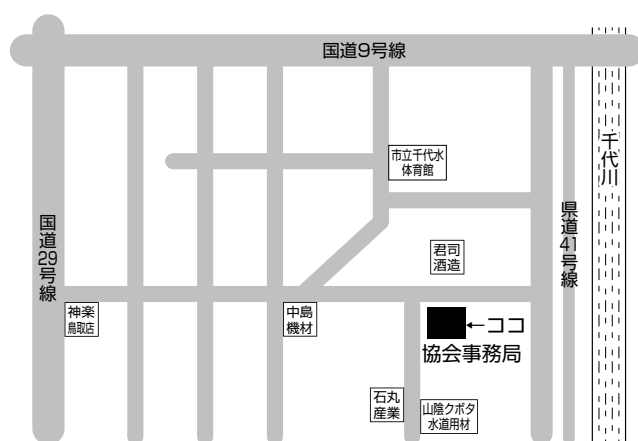 国道9号線
市立千代水
体育館
千代川
国道29号線
県道41号線
君司
酒造
神楽
鳥取店
中島
機材
←ココ
協会事務局
石丸
産業
山陰クボタ
水道用材